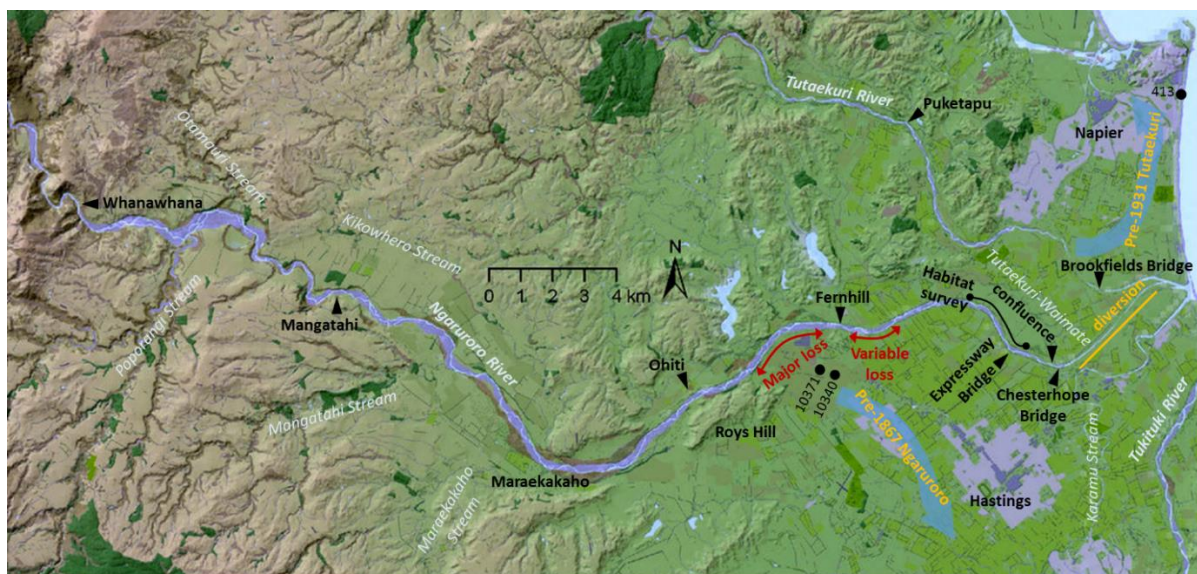 Tutaekuri River
Puketapu
413
Napier
Pre-1931 Tutaekuri
Oramauri Stream
Whanawhana
Kikowhero Stream
N
0 1 2 3 4 km
Poporangi Stream
Mangatahi
Ngaruroro River
Mangatahi Stream
Maraekakaho
Stream
Maraekakaho
Ohiti
Roys Hill
Major loss
Fernhill
Variable
loss
10371
10340
Pre-1867 Ngaruroro
Habitat
survey
confluence
Tutaekuri-Waimate
Brookfields Bridge
diversion
Expressway
Bridge
Chesterhope
Bridge
Hastings
Karamu Stream
Tukituki River